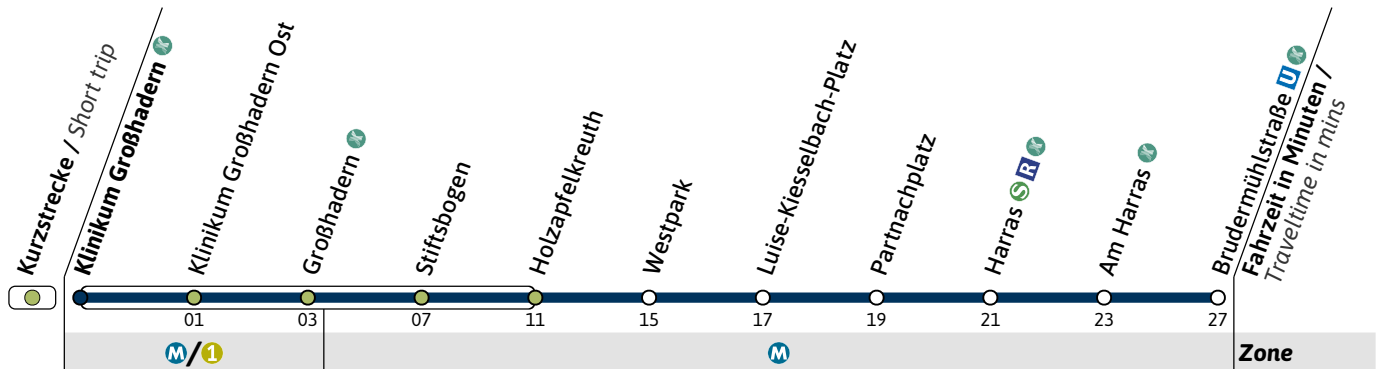 Kurzstrecke / Short trip
Klinikum Großhadern
Klinikum Großhadern Ost
Großhadern
Stiftsbogen
Holzapfelkreuth
Westpark
Luise-Kiesselbach-Platz
Partnachplatz
Harras S R
Am Harras
Brudermühlstraße U
Fahrzeit in Minuten /
Traveltime in mins
01 03 07 11 15 17 19 21 23 27
M/1 M Zone